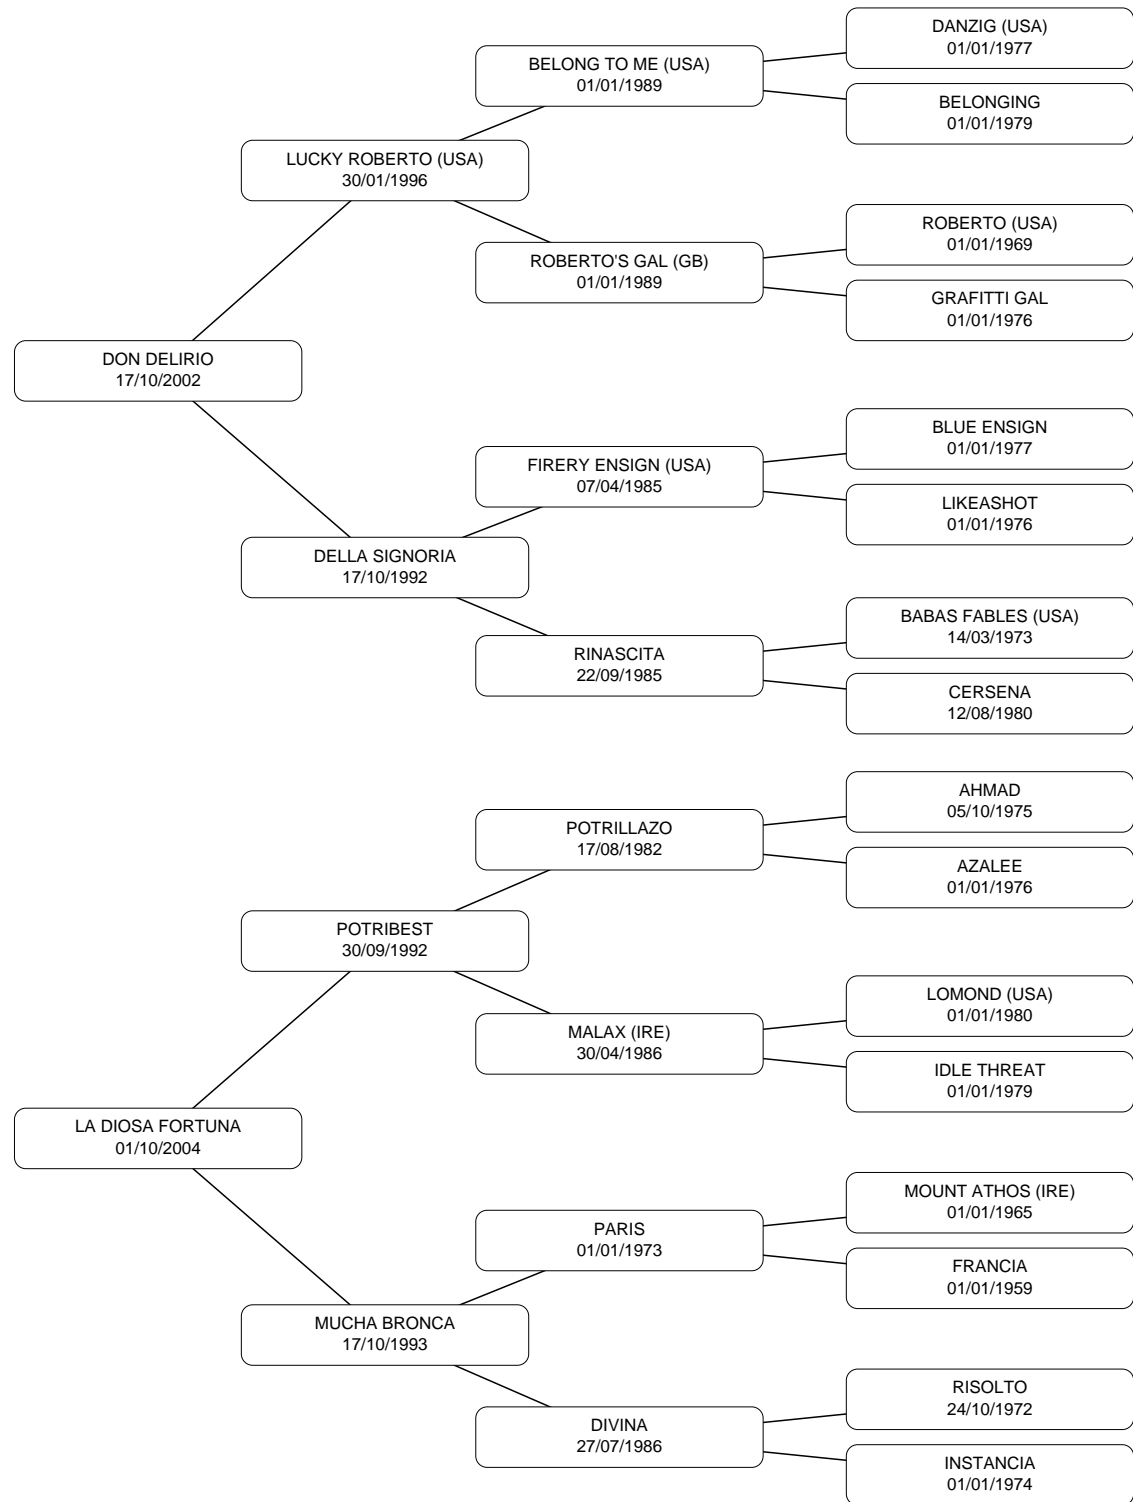 DANZIG (USA)
01/01/1977
BELONG TO ME (USA)
01/01/1989
BELONGING
01/01/1979
LUCKY ROBERTO (USA)
30/01/1996
ROBERTO (USA)
01/01/1969
ROBERTO'S GAL (GB)
01/01/1989
GRAFITTI GAL
01/01/1976
DON DELIRIO
17/10/2002
BLUE ENSIGN
01/01/1977
FIRERY ENSIGN (USA)
07/04/1985
LIKEASHOT
01/01/1976
DELLA SIGNORIA
17/10/1992
BABAS FABLES (USA)
14/03/1973
RINASCITA
22/09/1985
CERSENA
12/08/1980
AHMAD
05/10/1975
POTRILLAZO
17/08/1982
AZALEE
01/01/1976
POTRIBEST
30/09/1992
LOMOND (USA)
01/01/1980
MALAX (IRE)
30/04/1986
IDLE THREAT
01/01/1979
LA DIOSA FORTUNA
01/10/2004
MOUNT ATHOS (IRE)
01/01/1965
PARIS
01/01/1973
FRANCIA
01/01/1959
MUCHA BRONCA
17/10/1993
RISOLTO
24/10/1972
DIVINA
27/07/1986
INSTANCIA
01/01/1974